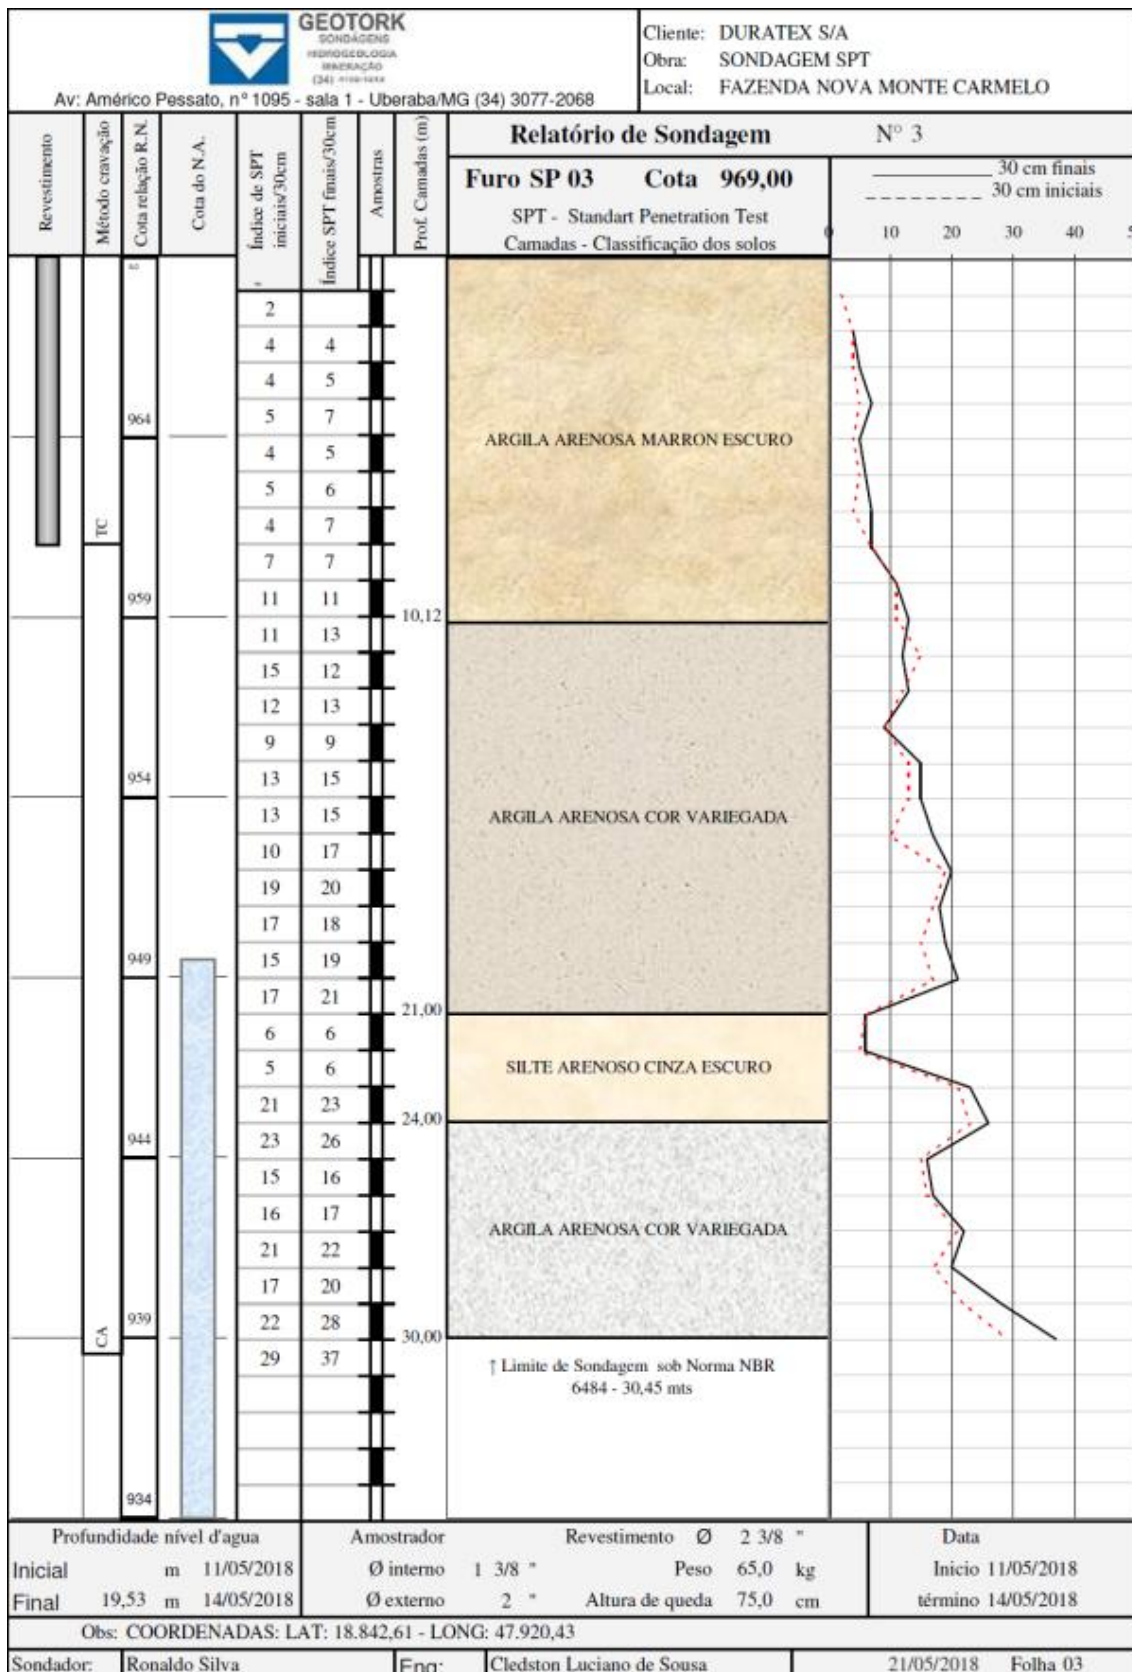 GEOTORK
SONDAGENS
HIDROGEOLOGIA
MINERAÇÃO
Av: Américo Pessato, nº 1095 - sala 1 - Uberaba/MG (34) 3077-2068
Cliente: DURATEX S/A
Obra: SONDAGEM SPT
Local: FAZENDA NOVA MONTE CARMELO
Revestimento
Método cravação
Cota relação R.N.
Cota do N.A.
Índice de SPT iniciais/30cm
Índice SPT finais/30cm
Amostras
Prof. Camadas (m)
Relatório de Sondagem N° 3
Furo SP 03 Cota 969,00
SPT - Standart Penetration Test
Camadas - Classificação dos solos
30 cm finais
30 cm iniciais
0 10 20 30 40 5
2
4 4
4 5
5 7
964
4 5
ARGILA ARENOSA MARRON ESCURO
5 6
4 7
TC
7 7
959
11 11
10,12
11 13
15 12
12 13
9 9
954
13 15
13 15
ARGILA ARENOSA COR VARIEGADA
10 17
19 20
17 18
949
15 19
17 21
21,00
6 6
5 6
SILTE ARENOSO CINZA ESCURO
21 23
24,00
944
23 26
15 16
16 17
ARGILA ARENOSA COR VARIEGADA
21 22
17 20
939
22 28
CA
30,00
29 37
↑ Limite de Sondagem sob Norma NBR
6484 - 30,45 mts
934
Profundidade nível d'agua Amostrador Revestimento Ø 2 3/8 " Data
Inicial m 11/05/2018 Ø interno 1 3/8 " Peso 65,0 kg Inicio 11/05/2018
Final 19,53 m 14/05/2018 Ø externo 2 " Altura de queda 75,0 cm término 14/05/2018
Obs: COORDENADAS: LAT: 18.842,61 - LONG: 47.920,43
Sondador: Ronaldo Silva Eng: Cledston Luciano de Sousa 21/05/2018 Folha 03